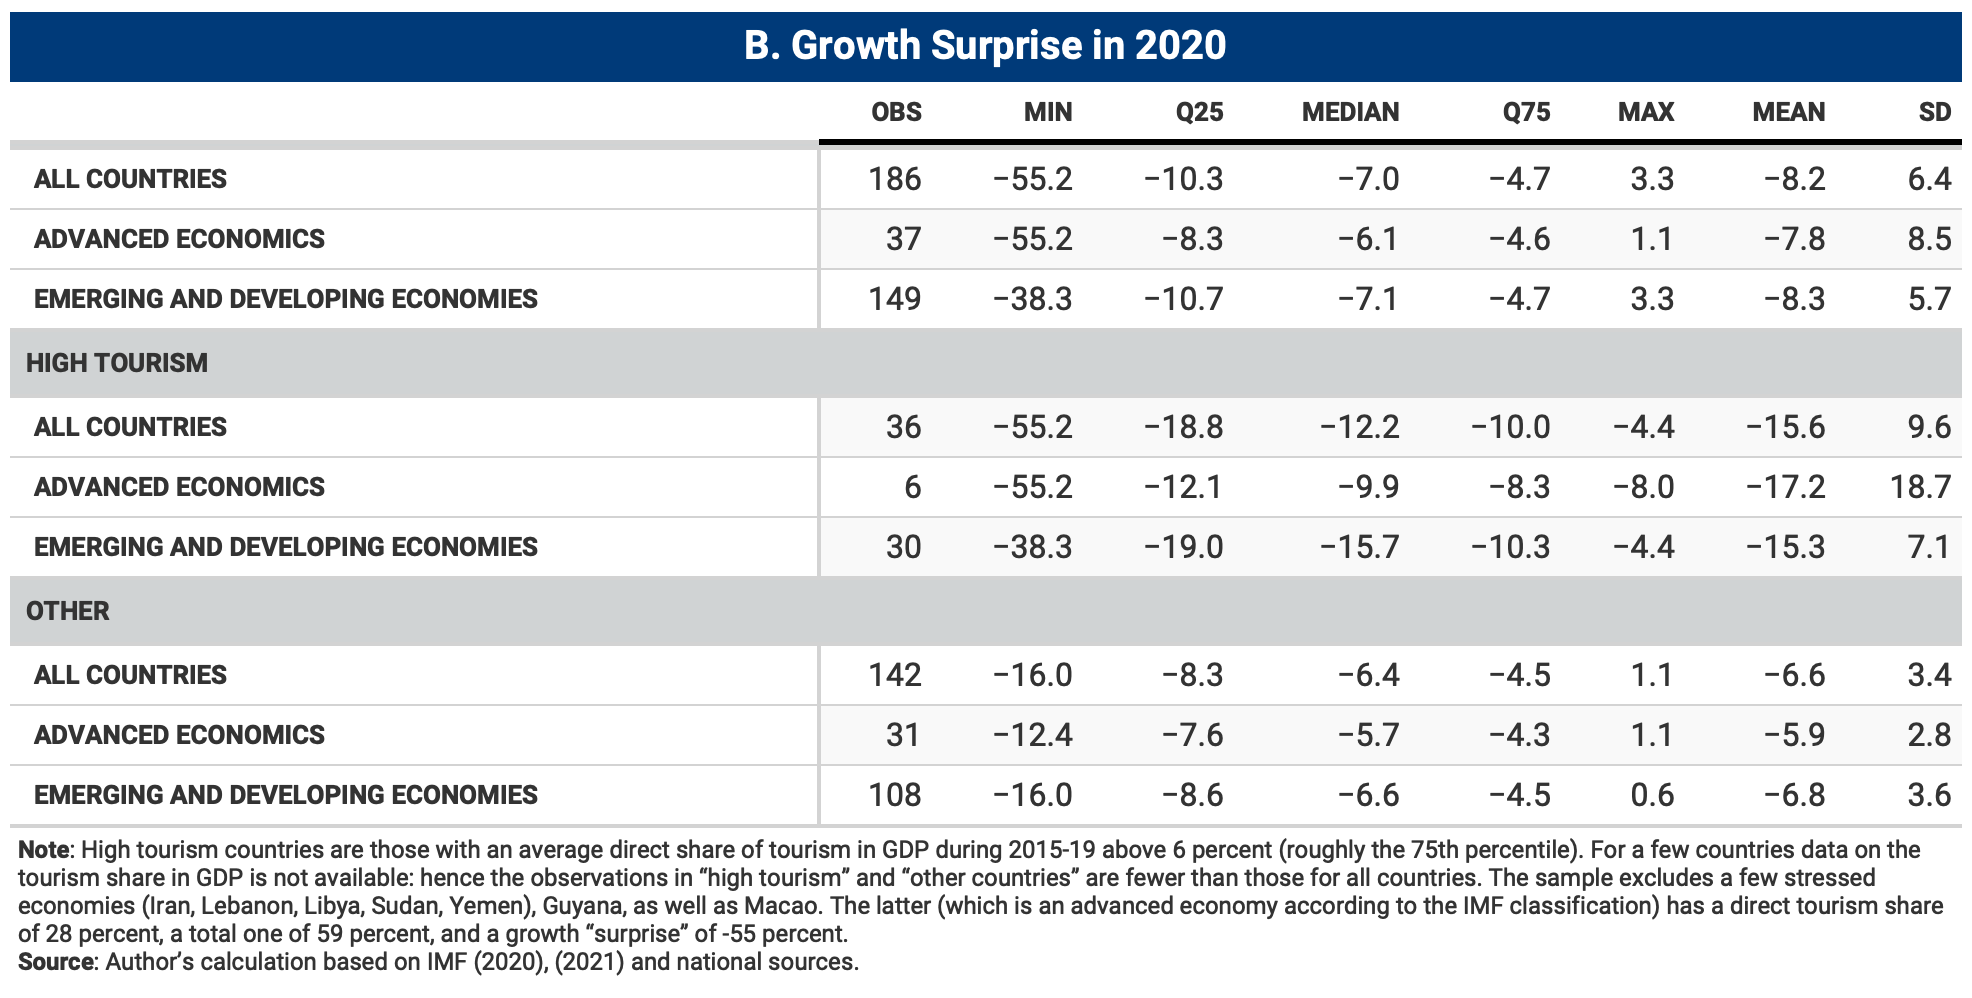 B. Growth Surprise in 2020
OBS MIN Q25 MEDIAN Q75 MAX MEAN SD
ALL COUNTRIES 186 −55.2 −10.3 −7.0 −4.7 3.3 −8.2 6.4
ADVANCED ECONOMICS 37 −55.2 −8.3 −6.1 −4.6 1.1 −7.8 8.5
EMERGING AND DEVELOPING ECONOMIES 149 −38.3 −10.7 −7.1 −4.7 3.3 −8.3 5.7
HIGH TOURISM
ALL COUNTRIES 36 −55.2 −18.8 −12.2 −10.0 −4.4 −15.6 9.6
ADVANCED ECONOMICS 6 −55.2 −12.1 −9.9 −8.3 −8.0 −17.2 18.7
EMERGING AND DEVELOPING ECONOMIES 30 −38.3 −19.0 −15.7 −10.3 −4.4 −15.3 7.1
OTHER
ALL COUNTRIES 142 −16.0 −8.3 −6.4 −4.5 1.1 −6.6 3.4
ADVANCED ECONOMICS 31 −12.4 −7.6 −5.7 −4.3 1.1 −5.9 2.8
EMERGING AND DEVELOPING ECONOMIES 108 −16.0 −8.6 −6.6 −4.5 0.6 −6.8 3.6
Note: High tourism countries are those with an average direct share of tourism in GDP during 2015-19 above 6 percent (roughly the 75th percentile). For a few countries data on the
tourism share in GDP is not available: hence the observations in “high tourism” and “other countries” are fewer than those for all countries. The sample excludes a few stressed
economies (Iran, Lebanon, Libya, Sudan, Yemen), Guyana, as well as Macao. The latter (which is an advanced economy according to the IMF classification) has a direct tourism share
of 28 percent, a total one of 59 percent, and a growth “surprise” of -55 percent.
Source: Author’s calculation based on IMF (2020), (2021) and national sources.